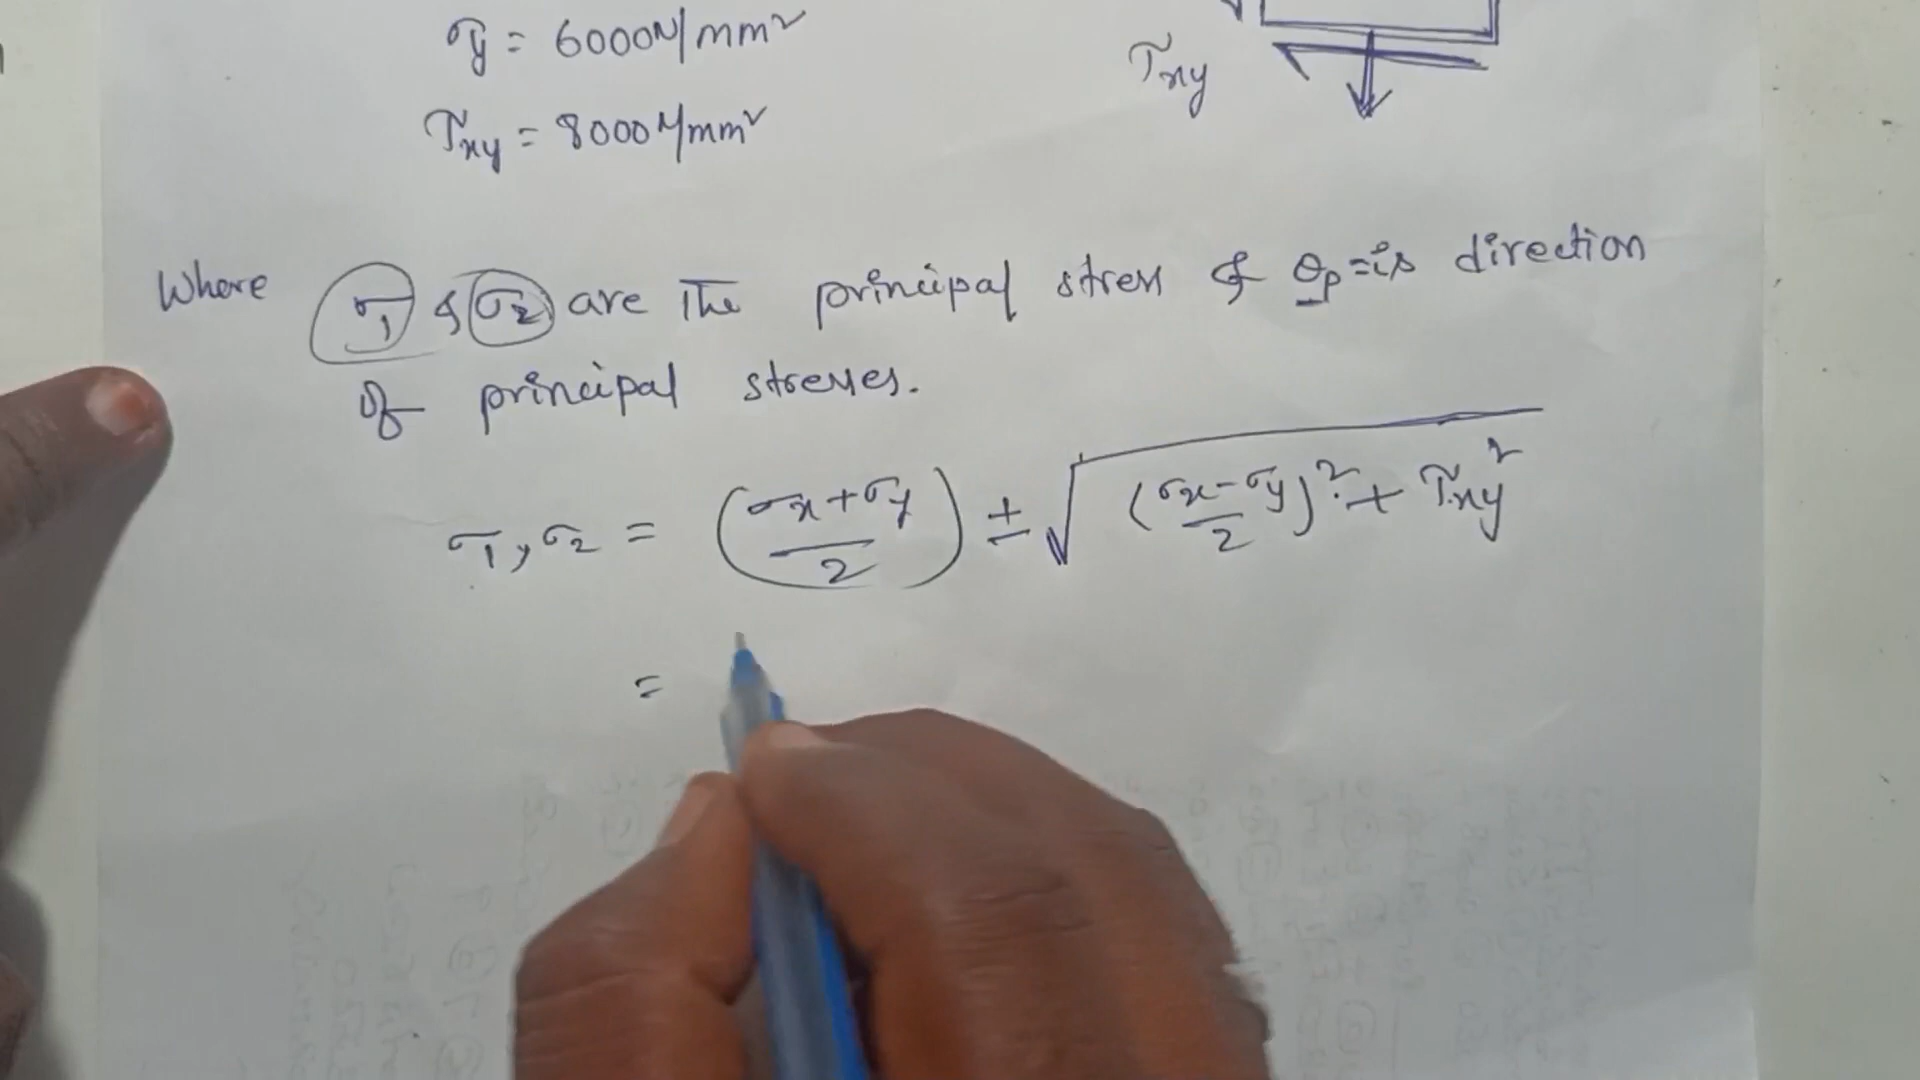 σy = 6000N/mm²
τxy
τxy = 8000N/mm²
Where σ1 & σ2 are The principal stress & θp = is direction
of principal stresses.
σ1, σ2 = (σx+σy/2) ± √(σx-σy/2)² + τxy²
=